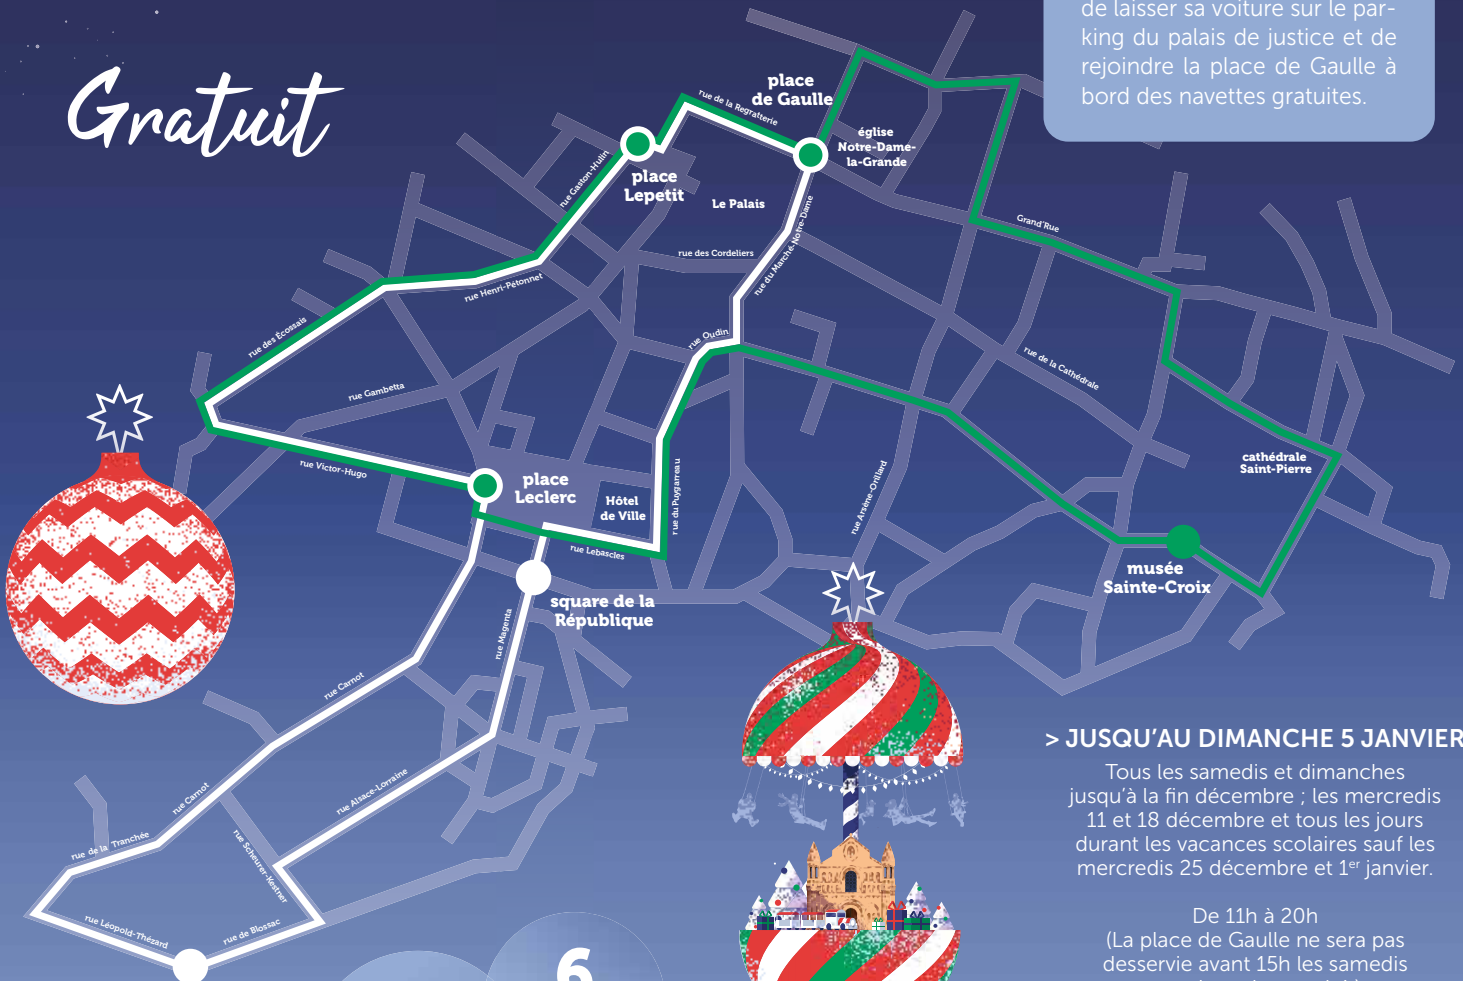 Gratuit
de laisser sa voiture sur le par-
king du palais de justice et de
rejoindre la place de Gaulle à
bord des navettes gratuites.
place
de Gaulle
rue de la Regratterie
église
Notre-Dame-
la-Grande
rue Gaston-Hulin
place
Lepetit
Le Palais
rue des Cordeliers
rue du Marché-Notre-Dame
Grand'Rue
rue Henri-Pétonnet
rue des Écossais
rue Oudin
rue de la Cathédrale
rue Gambetta
rue Victor-Hugo
place
Leclerc
Hôtel
de Ville
rue du Puygarreau
rue Lebascles
rue Arsène-Orillard
cathédrale
Saint-Pierre
musée
Sainte-Croix
square de la
République
rue Magenta
rue Carnot
rue Carnot
rue Alsace-Lorraine
rue de la Tranchée
rue Scheurer-Kestner
rue Léopold-Thézard
rue de Blossac
6
> JUSQU'AU DIMANCHE 5 JANVIER
Tous les samedis et dimanches
jusqu'à la fin décembre ; les mercredis
11 et 18 décembre et tous les jours
durant les vacances scolaires sauf les
mercredis 25 décembre et 1er janvier.
De 11h à 20h
(La place de Gaulle ne sera pas
desservie avant 15h les samedis